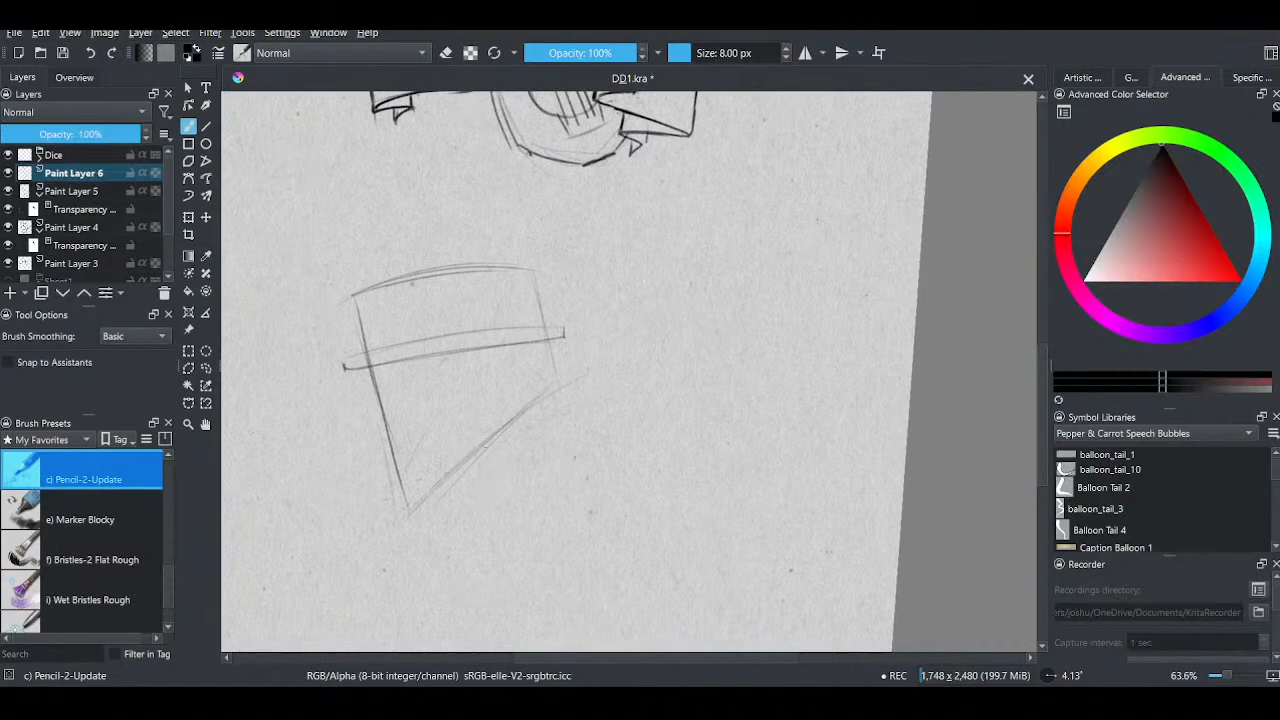 File Edit View Image Layer Select Filter Tools Settings Window Help
Normal Opacity: 100% Size: 8.00 px
Layers Overview DD1.kra * Artistic ... G... Advanced ... Specific ...
Layers Advanced Color Selector
Normal
Opacity: 100%
Dice
Paint Layer 6
Paint Layer 5
Transparency ...
Paint Layer 4
Transparency ...
Paint Layer 3
Tool Options
Brush Smoothing: Basic
Snap to Assistants
Brush Presets
My Favorites Tag
c) Pencil-2-Update
e) Marker Blocky
f) Bristles-2 Flat Rough
i) Wet Bristles Rough
Search Filter in Tag
Symbol Libraries
Pepper & Carrot Speech Bubbles
balloon_tail_1
balloon_tail_10
Balloon Tail 2
balloon_tail_3
Balloon Tail 4
Caption Balloon 1
Recorder
Recordings directory:
ers/joshu/OneDrive/Documents/KritaRecorder
Capture interval: 1 sec.
c) Pencil-2-Update RGB/Alpha (8-bit integer/channel) sRGB-elle-V2-srgbtrc.icc REC 1,748 x 2,480 (199.7 MiB) 4.13° 63.6%